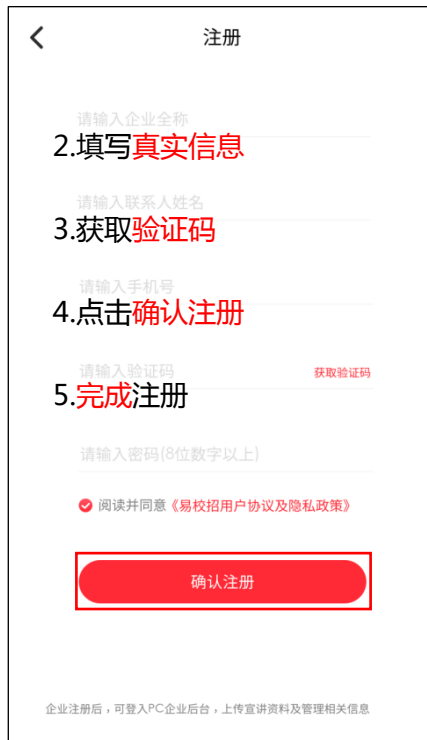 注册
请输入企业全称
2.填写真实信息
请输入联系人姓名
3.获取验证码
请输入手机号
4.点击确认注册
请输入验证码 获取验证码
5.完成注册
请输入密码(8位数字以上)
阅读并同意《易校招用户协议及隐私政策》
确认注册
企业注册后，可登入PC企业后台，上传宣讲资料及管理相关信息